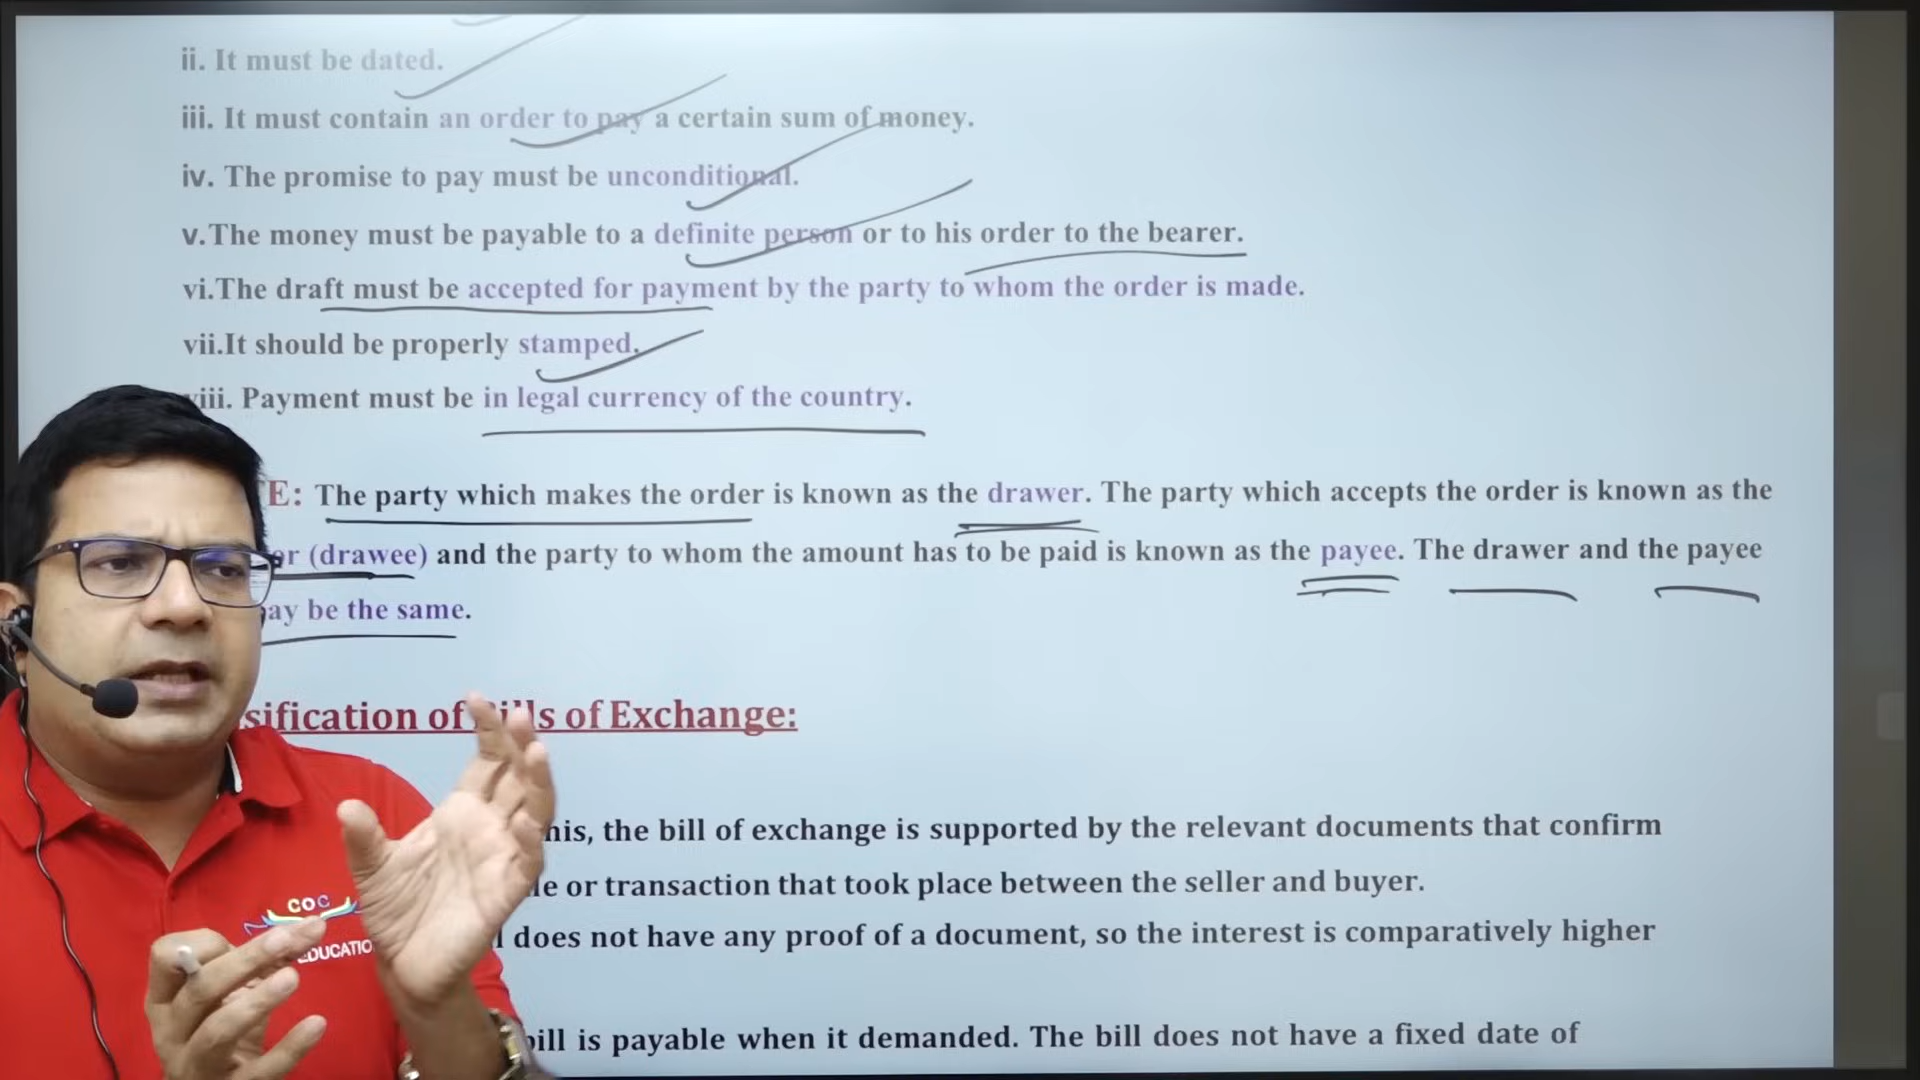 ii. It must be dated.
iii. It must contain an order to pay a certain sum of money.
iv. The promise to pay must be unconditional.
v.The money must be payable to a definite person or to his order to the bearer.
vi.The draft must be accepted for payment by the party to whom the order is made.
vii.It should be properly stamped.
viii. Payment must be in legal currency of the country.
E: The party which makes the order is known as the drawer. The party which accepts the order is known as the
or (drawee) and the party to whom the amount has to be paid is known as the payee. The drawer and the payee
ay be the same.
sification of Bills of Exchange:
his, the bill of exchange is supported by the relevant documents that confirm
le or transaction that took place between the seller and buyer.
l does not have any proof of a document, so the interest is comparatively higher
bill is payable when it demanded. The bill does not have a fixed date of
COC
EDUCATIO